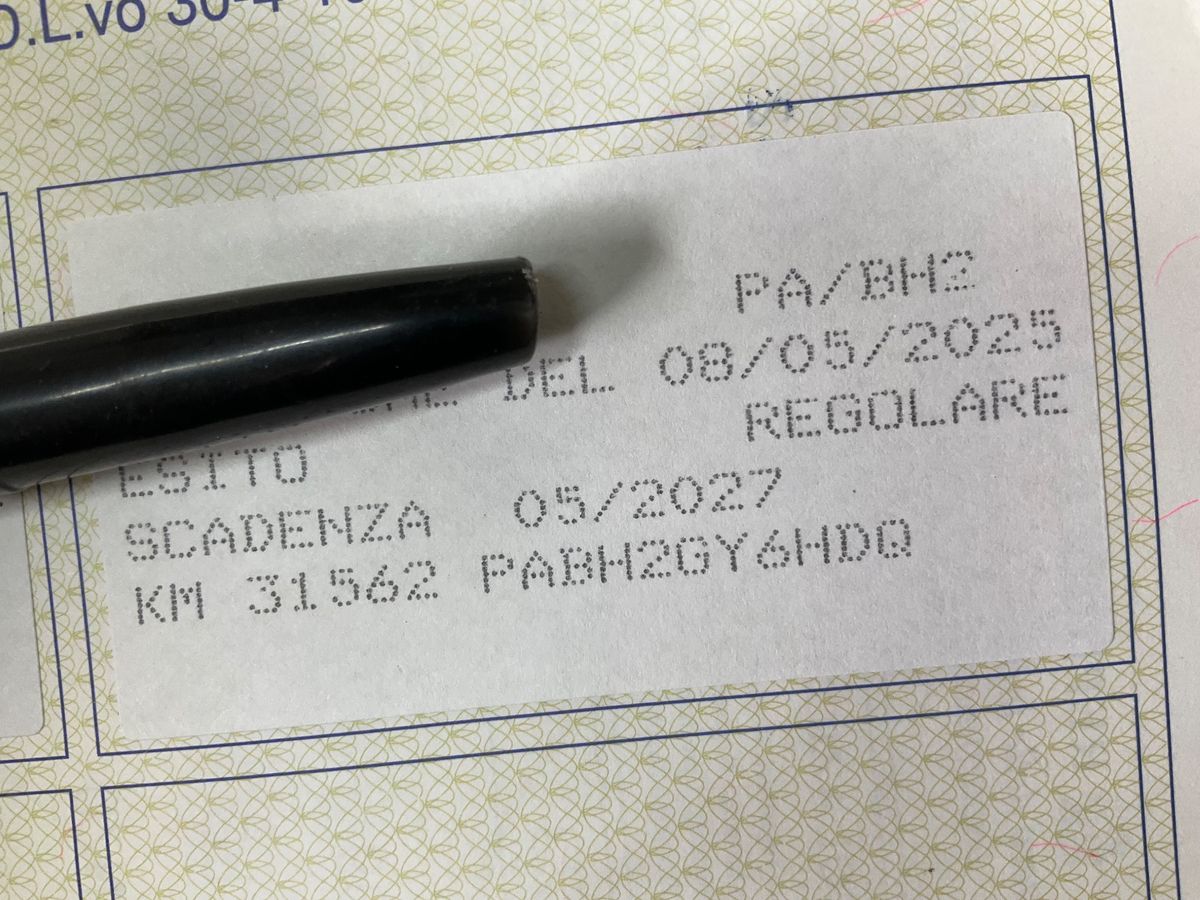 D.L.vo 30-4-
PA/BH2
DEL 08/05/2025
ESITO REGOLARE
SCADENZA 05/2027
KM 31562 PABH2GY6HDQ